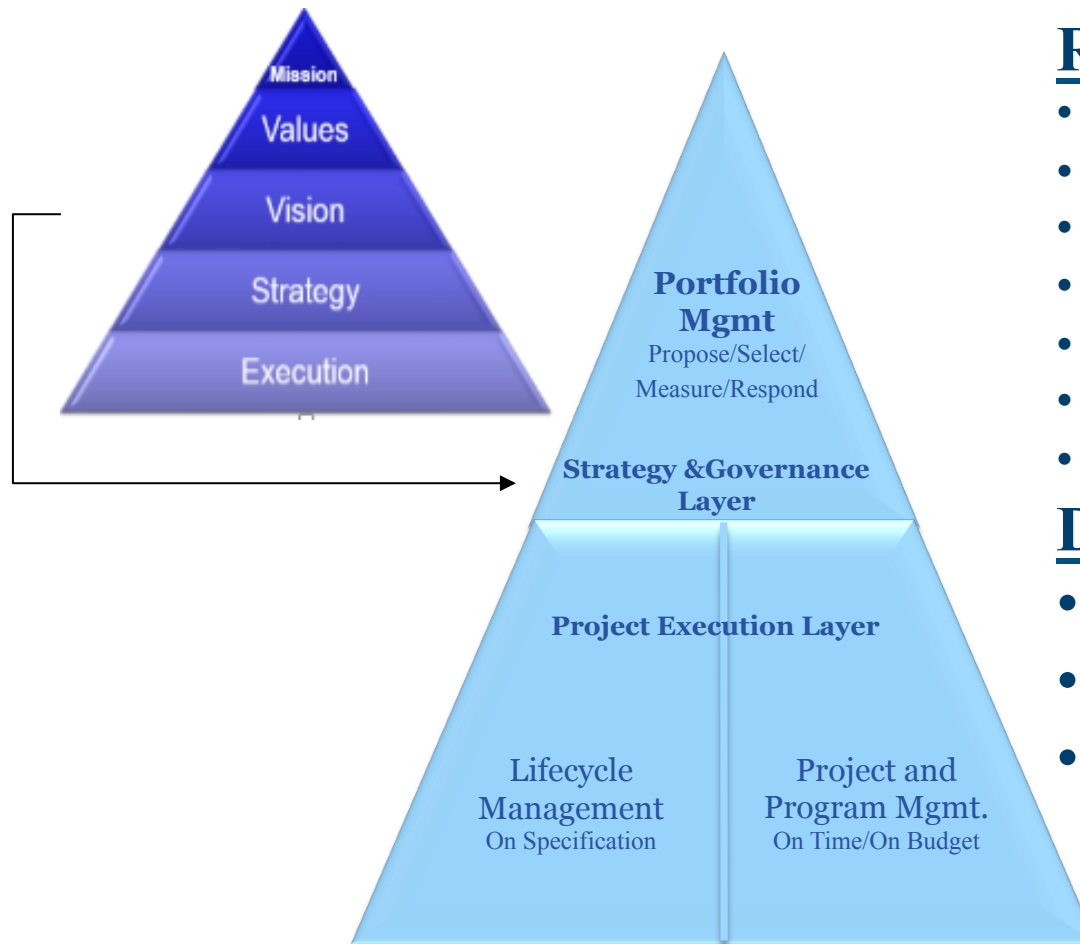 Mission
Values
Vision
Strategy
Execution
Portfolio
Mgmt
Propose/Select/
Measure/Respond
Strategy &Governance
Layer
Project Execution Layer
Lifecycle
Management
On Specification
Project and
Program Mgmt.
On Time/On Budget